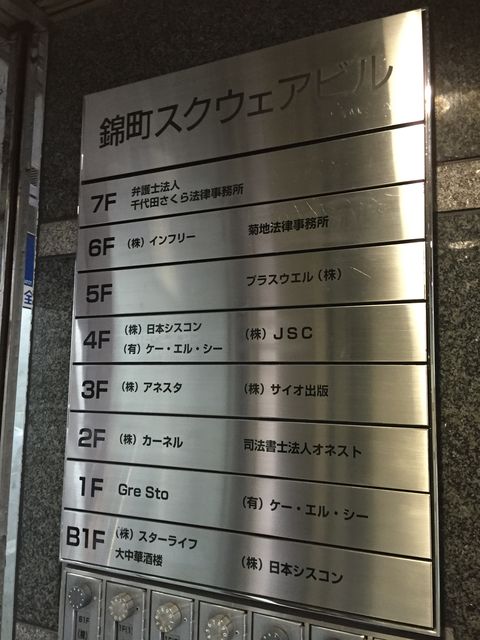 錦町スクウェアビル
7F 弁護士法人
千代田さくら法律事務所
6F (株) インフリー 菊地法律事務所
5F プラスウエル (株)
4F (株) 日本シスコン (株) JSC
(有) ケー・エル・シー
3F (株) アネスタ (株) サイオ出版
2F (株) カーネル 司法書士法人オネスト
1F Gre Sto (有) ケー・エル・シー
B1F (株) スターライフ (株) 日本シスコン
大中華酒楼
B1F